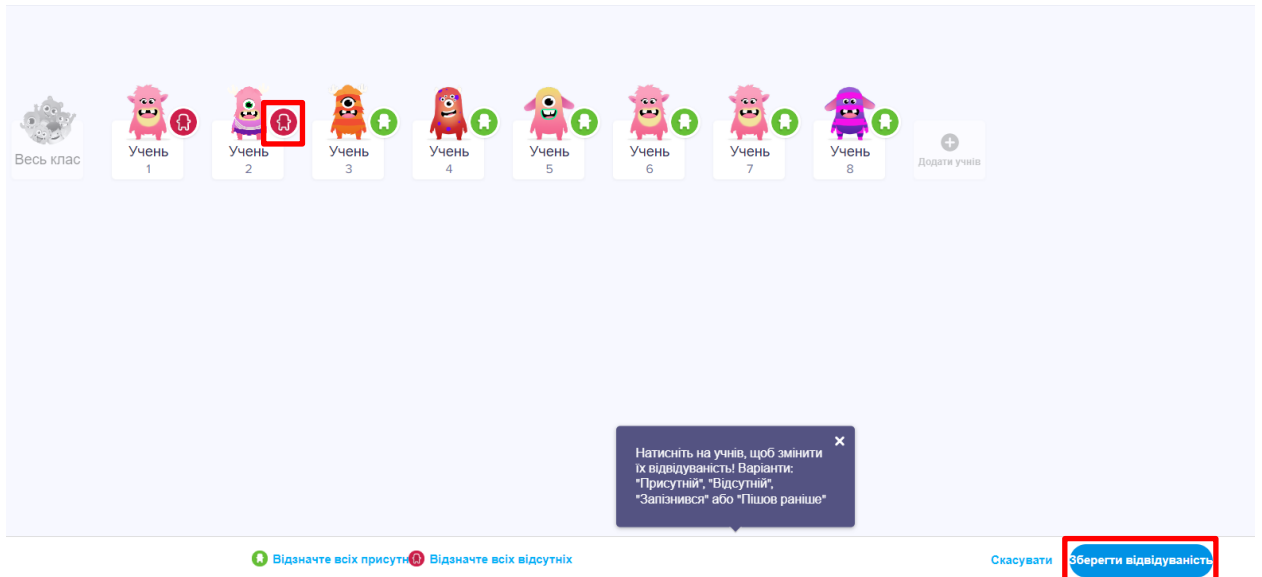 Весь клас
Учень
1
Учень
2
Учень
3
Учень
4
Учень
5
Учень
6
Учень
7
Учень
8
Додати учнів
Натисніть на учнів, щоб змінити
їх відвідуваність! Варіанти:
"Присутній", "Відсутній",
"Запізнився" або "Пішов раніше"
Відзначте всіх присутн
Відзначте всіх відсутніх
Скасувати
Зберегти відвідуваність